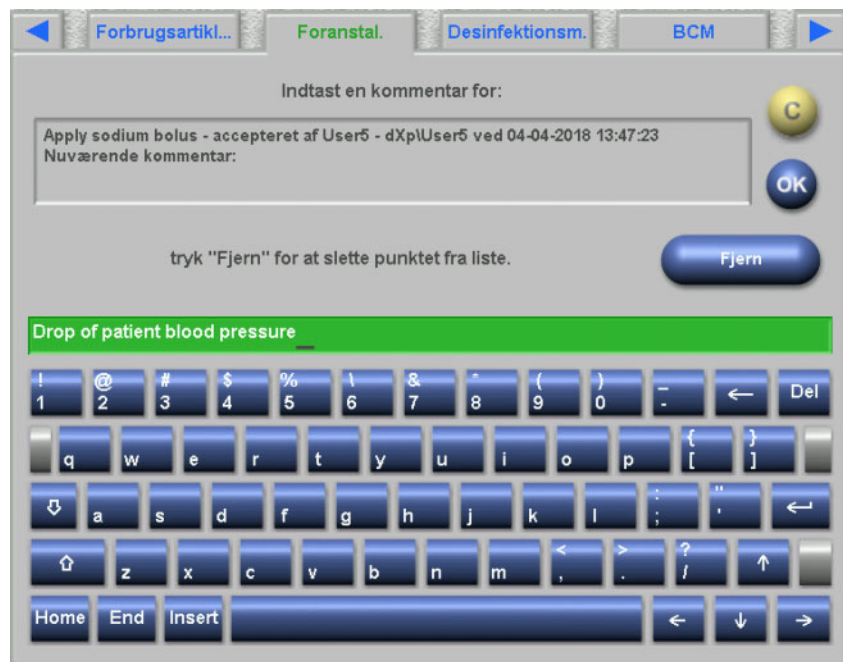 Forbrugsartikl... Foranstal. Desinfektionsm. BCM
Indtast en kommentar for:
C
Apply sodium bolus - accepteret af User5 - dXp\User5 ved 04-04-2018 13:47:23
Nuværende kommentar:
OK
tryk "Fjern" for at slette punktet fra liste.
Fjern
Drop of patient blood pressure_
! @ # $ % \ & * ( ) _
1 2 3 4 5 6 7 8 9 0 - ← Del
{ }
q w e r t y u i o p [ ]
: "
a s d f g h j k l ; '
< > ?
z x c v b n m , . / ↑
Home End Insert ← ↓ →